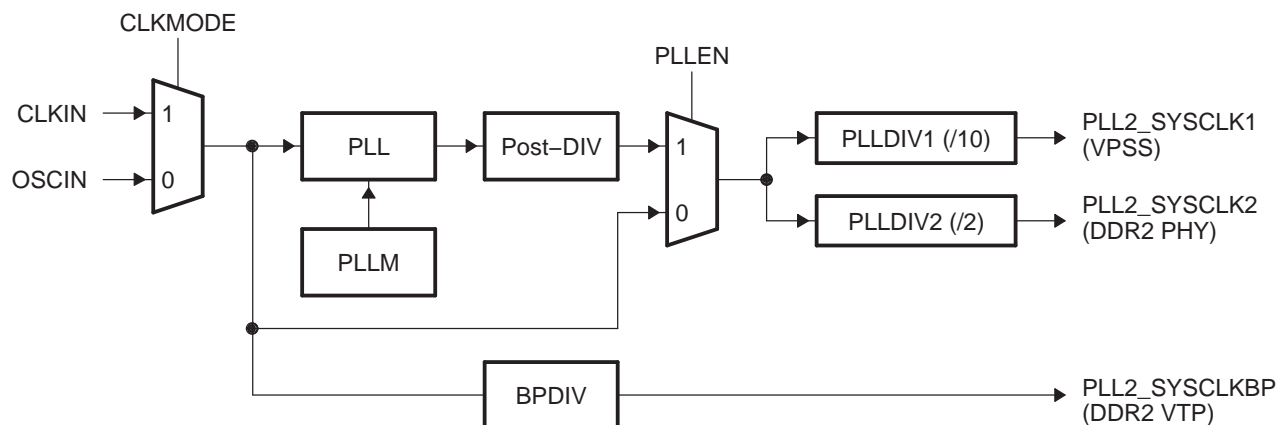 CLKMODE
PLLEN
CLKIN
1
OSCIN
0
PLL
Post−DIV
PLLM
1
0
PLLDIV1 (/10)
PLL2_SYSCLK1
(VPSS)
PLLDIV2 (/2)
PLL2_SYSCLK2
(DDR2 PHY)
BPDIV
PLL2_SYSCLKBP
(DDR2 VTP)